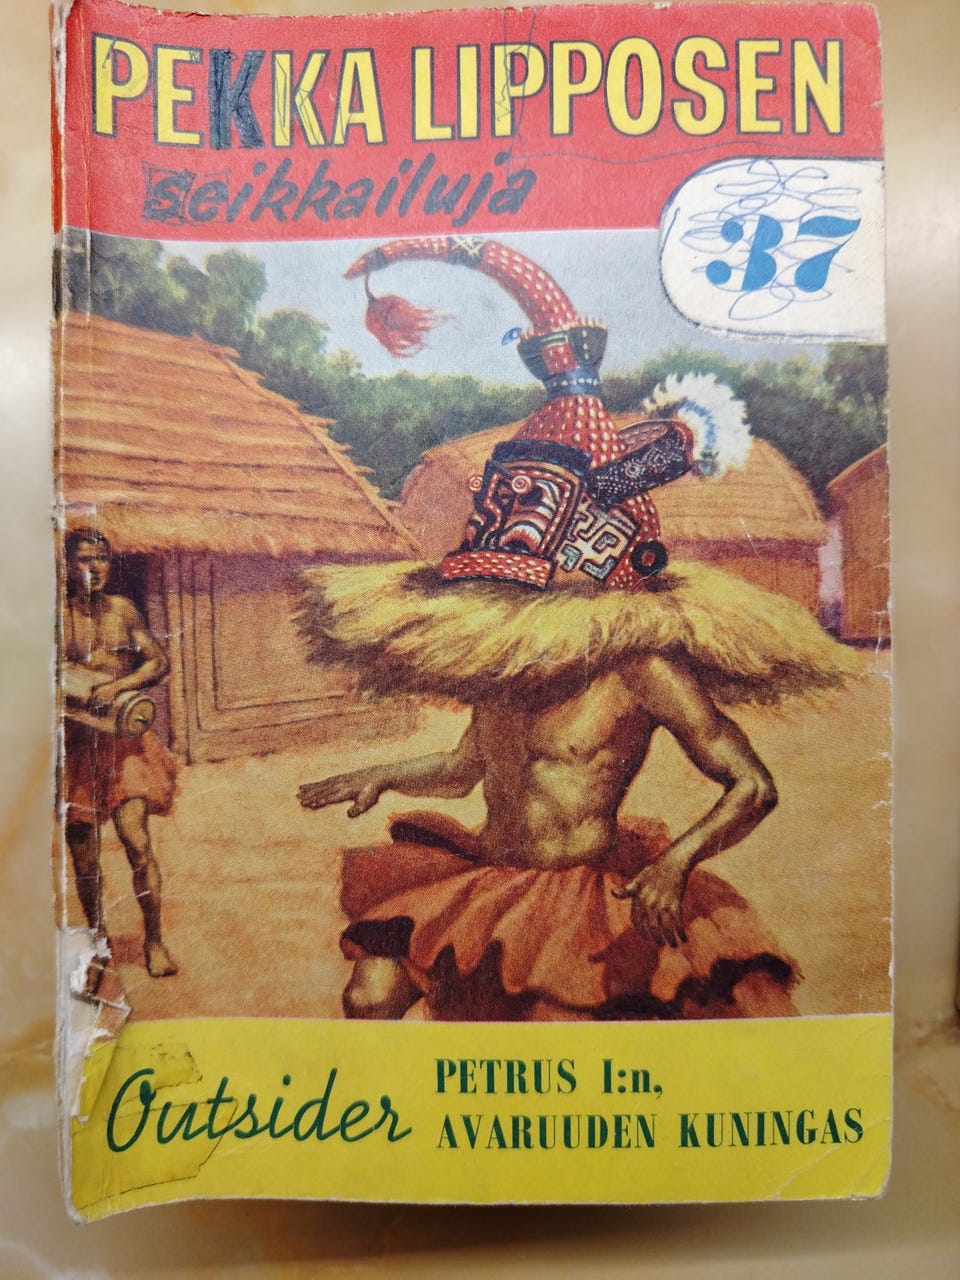 PEKKA LIPPOSEN
seikkailuja
37
Outsider
PETRUS I:n,
AVARUUDEN KUNINGAS